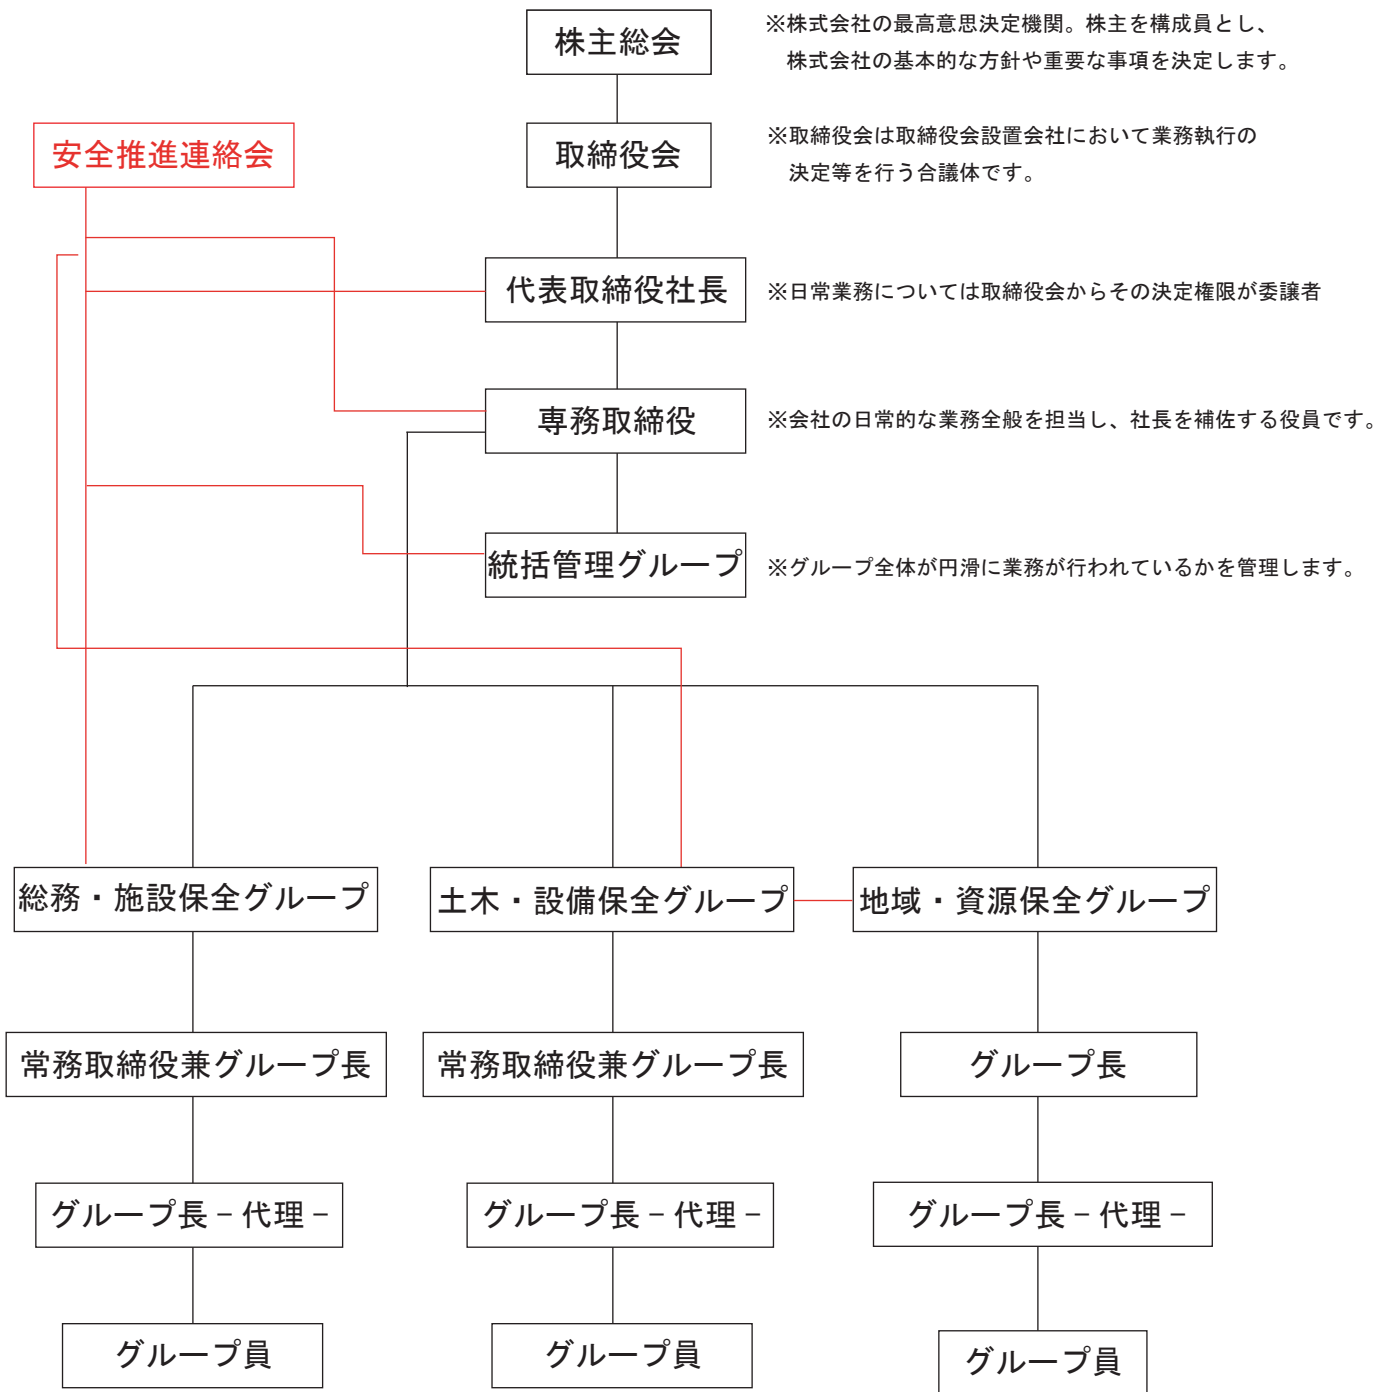 株主総会
※株式会社の最高意思決定機関。株主を構成員とし、
株式会社の基本的な方針や重要な事項を決定します。
安全推進連絡会
取締役会
※取締役会は取締役会設置会社において業務執行の
決定等を行う合議体です。
代表取締役社長
※日常業務については取締役会からその決定権限が委譲者
専務取締役
※会社の日常的な業務全般を担当し、社長を補佐する役員です。
統括管理グループ
※グループ全体が円滑に業務が行われているかを管理します。
総務・施設保全グループ
土木・設備保全グループ
地域・資源保全グループ
常務取締役兼グループ長
常務取締役兼グループ長
グループ長
グループ長－代理－
グループ長－代理－
グループ長－代理－
グループ員
グループ員
グループ員